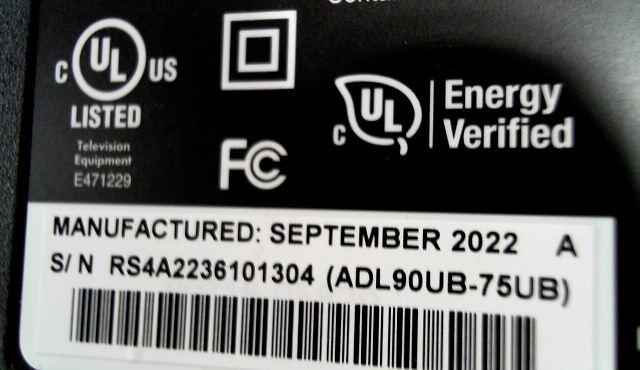 C UL US
LISTED
Television
Equipment
E471229
FC
C UL
Energy
Verified
MANUFACTURED: SEPTEMBER 2022 A
S/N RS4A2236101304 (ADL90UB-75UB)